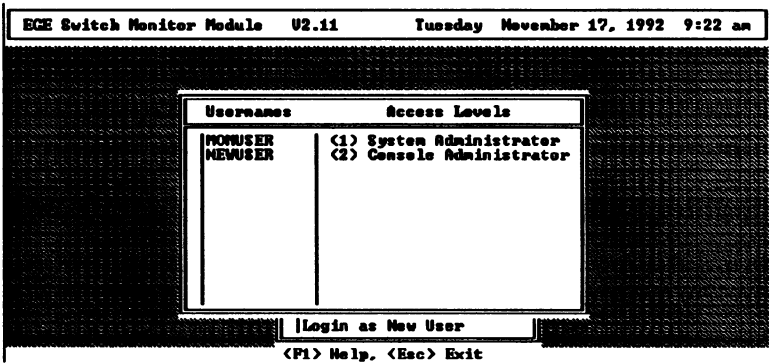 EGE Switch Monitor Module V2.11 Tuesday November 17, 1992 9:22 am
Usernames Access Levels
MONUSER (1) System Administrator
NEWUSER (2) Console Administrator
Login as New User
<F1> Help, <Esc> Exit